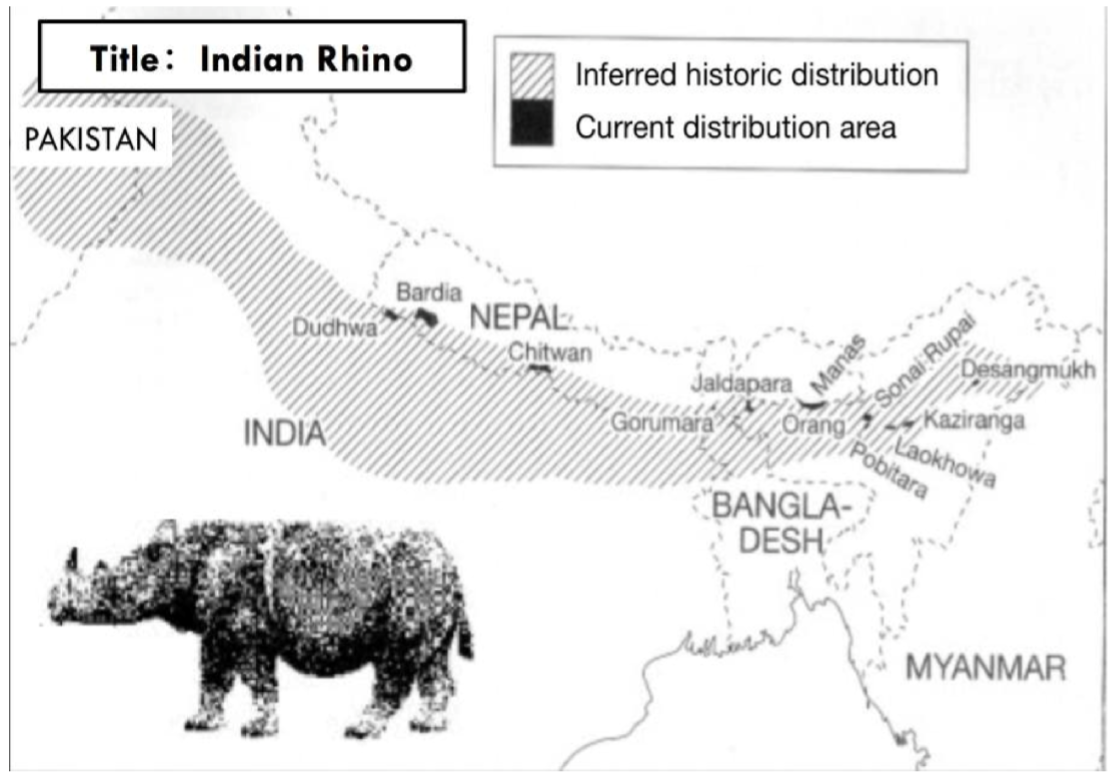 Title: Indian Rhino
Inferred historic distribution
Current distribution area
PAKISTAN
Bardia
Dudhwa
NEPAL
Chitwan
Jaldapara
Manas
Sonai Rupai
Desangmukh
Gorumara
Orang
Kaziranga
INDIA
Pobitara
Laokhowa
BANGLA-
DESH
MYANMAR